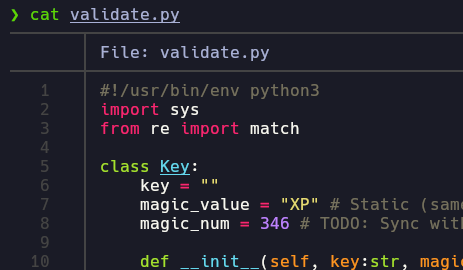 ❯ cat validate.py
File: validate.py
1 #!/usr/bin/env python3
2 import sys
3 from re import match
4
5 class Key:
6 key = ""
7 magic_value = "XP" # Static (same
8 magic_num = 346 # TODO: Sync with
9
10 def __init__(self, key:str, magic